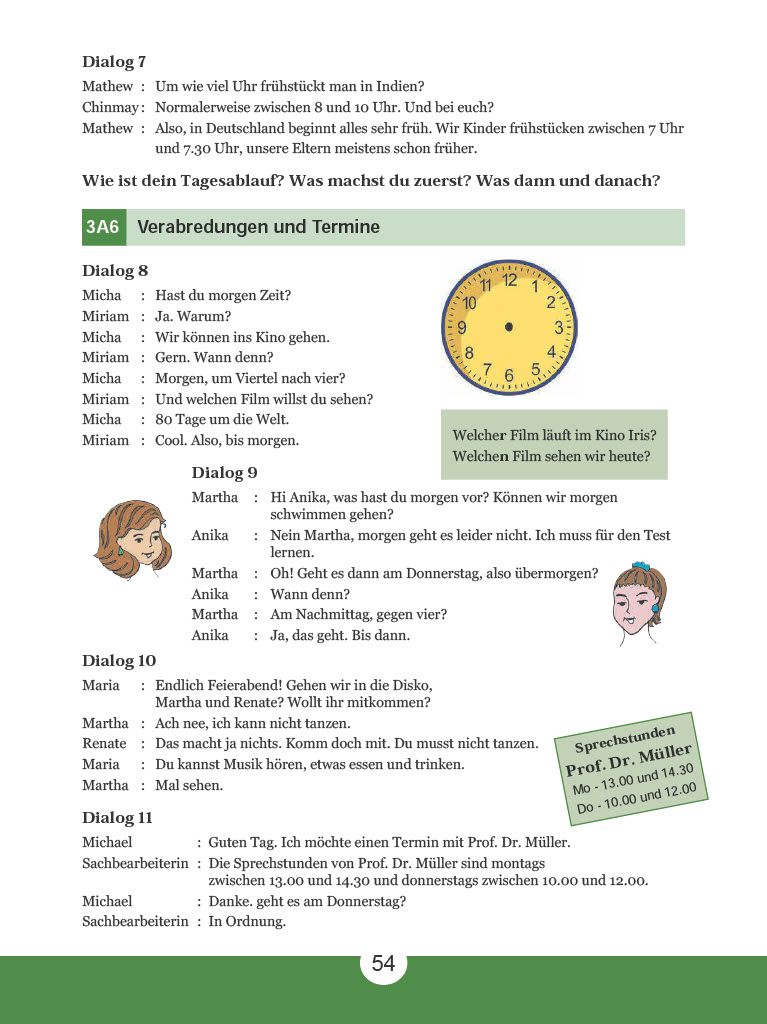 Dialog 7
Mathew : Um wie viel Uhr frühstückt man in Indien?
Chinmay : Normalerweise zwischen 8 und 10 Uhr. Und bei euch?
Mathew : Also, in Deutschland beginnt alles sehr früh. Wir Kinder frühstücken zwischen 7 Uhr
und 7.30 Uhr, unsere Eltern meistens schon früher.
Wie ist dein Tagesablauf? Was machst du zuerst? Was dann und danach?
3A6 Verabredungen und Termine
Dialog 8
Micha : Hast du morgen Zeit?
Miriam : Ja. Warum?
Micha : Wir können ins Kino gehen.
Miriam : Gern. Wann denn?
Micha : Morgen, um Viertel nach vier?
Miriam : Und welchen Film willst du sehen?
Micha : 80 Tage um die Welt.
Miriam : Cool. Also, bis morgen.
12
1
2
3
4
5
6
7
8
9
10
11
Welcher Film läuft im Kino Iris?
Welchen Film sehen wir heute?
Dialog 9
Martha : Hi Anika, was hast du morgen vor? Können wir morgen
schwimmen gehen?
Anika : Nein Martha, morgen geht es leider nicht. Ich muss für den Test
lernen.
Martha : Oh! Geht es dann am Donnerstag, also übermorgen?
Anika : Wann denn?
Martha : Am Nachmittag, gegen vier?
Anika : Ja, das geht. Bis dann.
Dialog 10
Maria : Endlich Feierabend! Gehen wir in die Disko,
Martha und Renate? Wollt ihr mitkommen?
Martha : Ach nee, ich kann nicht tanzen.
Renate : Das macht ja nichts. Komm doch mit. Du musst nicht tanzen.
Maria : Du kannst Musik hören, etwas essen und trinken.
Martha : Mal sehen.
Sprechstunden
Prof. Dr. Müller
Mo - 13.00 und 14.30
Do - 10.00 und 12.00
Dialog 11
Michael : Guten Tag. Ich möchte einen Termin mit Prof. Dr. Müller.
Sachbearbeiterin : Die Sprechstunden von Prof. Dr. Müller sind montags
zwischen 13.00 und 14.30 und donnerstags zwischen 10.00 und 12.00.
Michael : Danke. geht es am Donnerstag?
Sachbearbeiterin : In Ordnung.
54